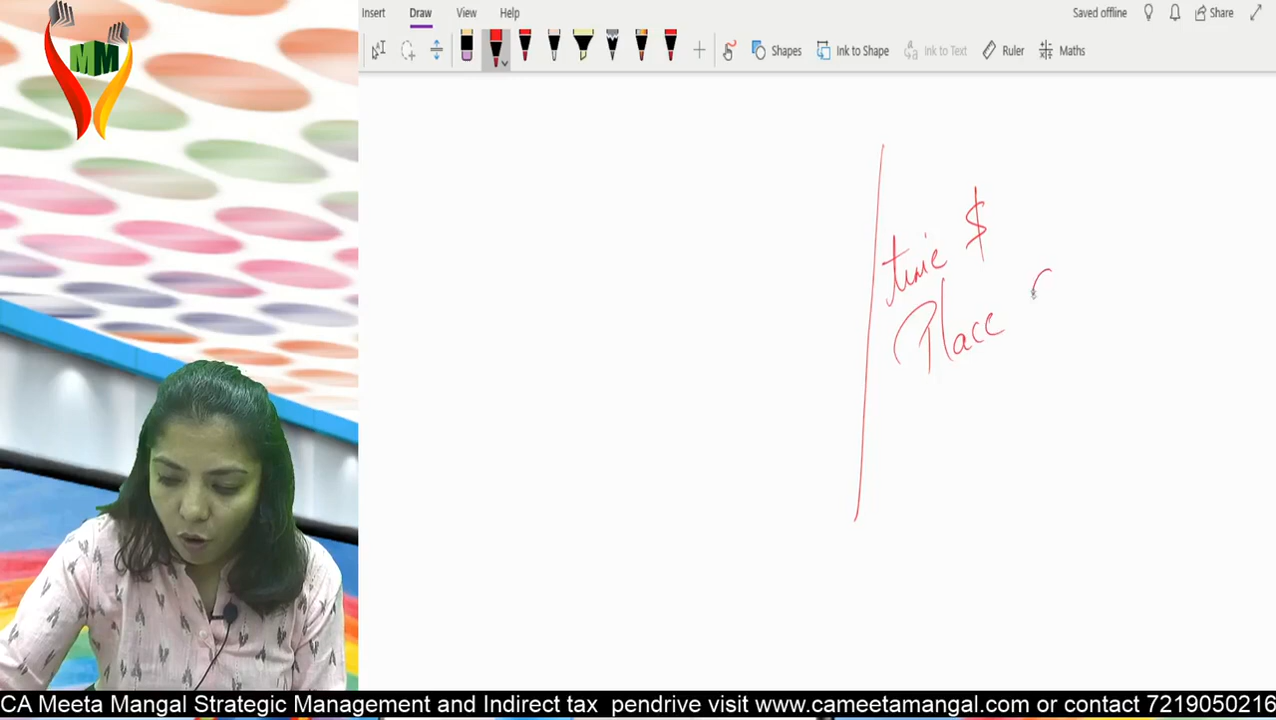 MM
Insert Draw View Help Saved offline Share
Shapes Ink to Shape Ink to Text Ruler Maths
time $
Place
CA Meeta Mangal Strategic Management and Indirect tax pendrive visit www.cameetamangal.com or contact 7219050216